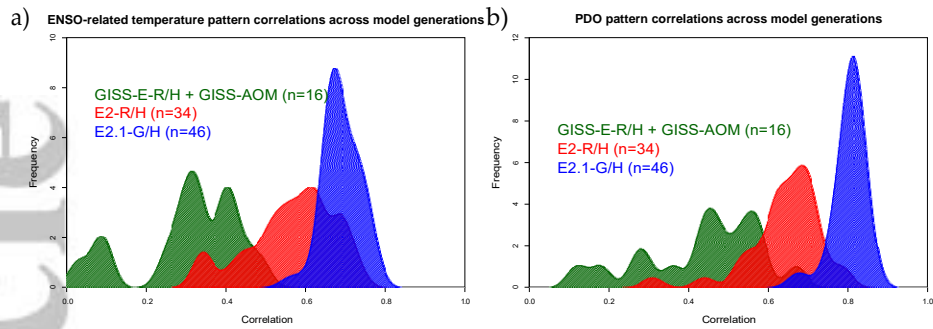 a) ENSO-related temperature pattern correlations across model generations
10
8
6
4
2
0
Frequency
GISS-E-R/H + GISS-AOM (n=16)
E2-R/H (n=34)
E2.1-G/H (n=46)
0.0 0.2 0.4 0.6 0.8 1.0
Correlation
b) PDO pattern correlations across model generations
12
10
8
6
4
2
0
Frequency
GISS-E-R/H + GISS-AOM (n=16)
E2-R/H (n=34)
E2.1-G/H (n=46)
0.0 0.2 0.4 0.6 0.8 1.0
Correlation